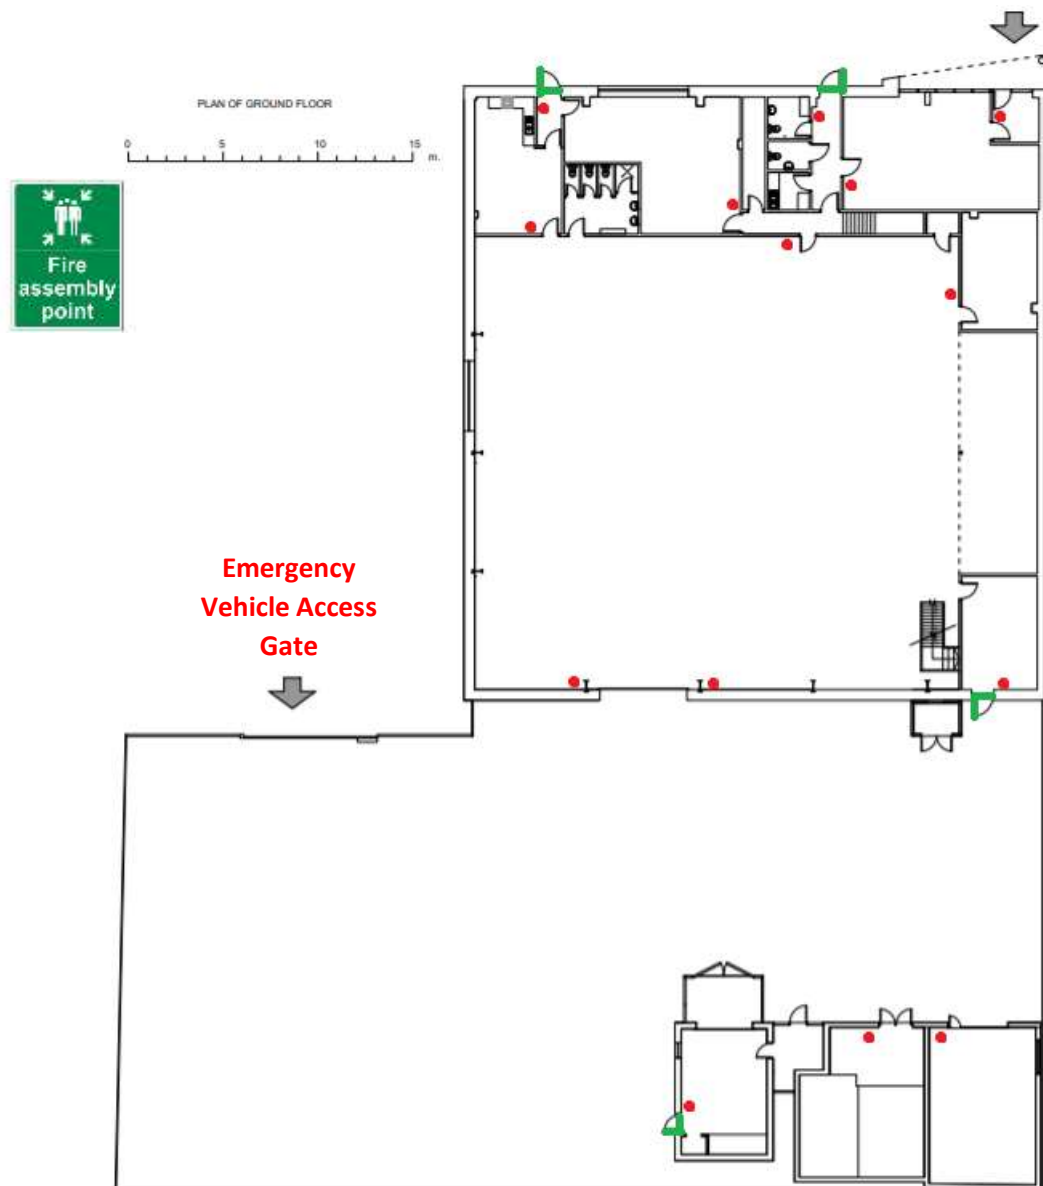 PLAN OF GROUND FLOOR
0 5 10 15 m.
Fire
assembly
point
Emergency
Vehicle Access
Gate